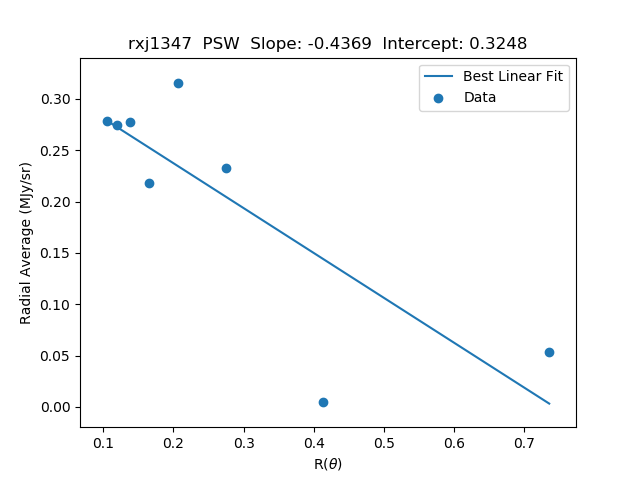 rxj1347  PSW  Slope: -0.4369  Intercept: 0.3248
Best Linear Fit
Data
Radial Average (MJy/sr)
0.30
0.25
0.20
0.15
0.10
0.05
0.00
0.1 0.2 0.3 0.4 0.5 0.6 0.7
R(θ)